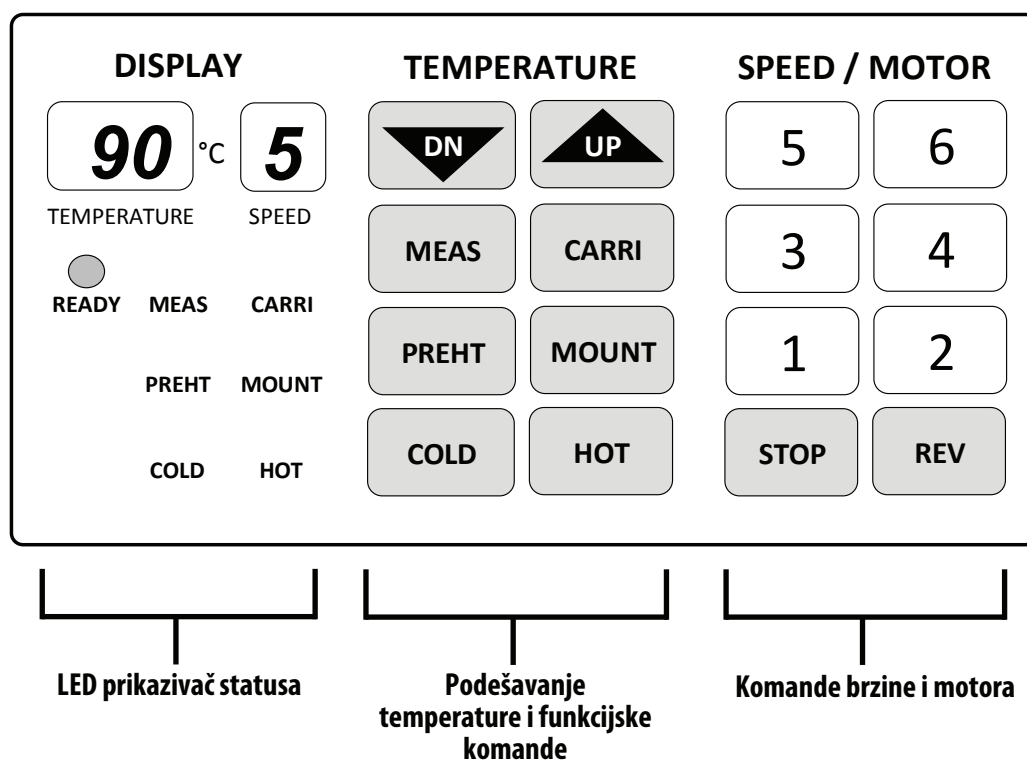 DISPLAY
90 °C 5
TEMPERATURE SPEED
READY MEAS CARRI
PREHT MOUNT
COLD HOT
TEMPERATURE
DN UP
MEAS CARRI
PREHT MOUNT
COLD HOT
SPEED / MOTOR
5 6
3 4
1 2
STOP REV
LED prikazivač statusa
Podešavanje
temperature i funkcijske
komande
Komande brzine i motora